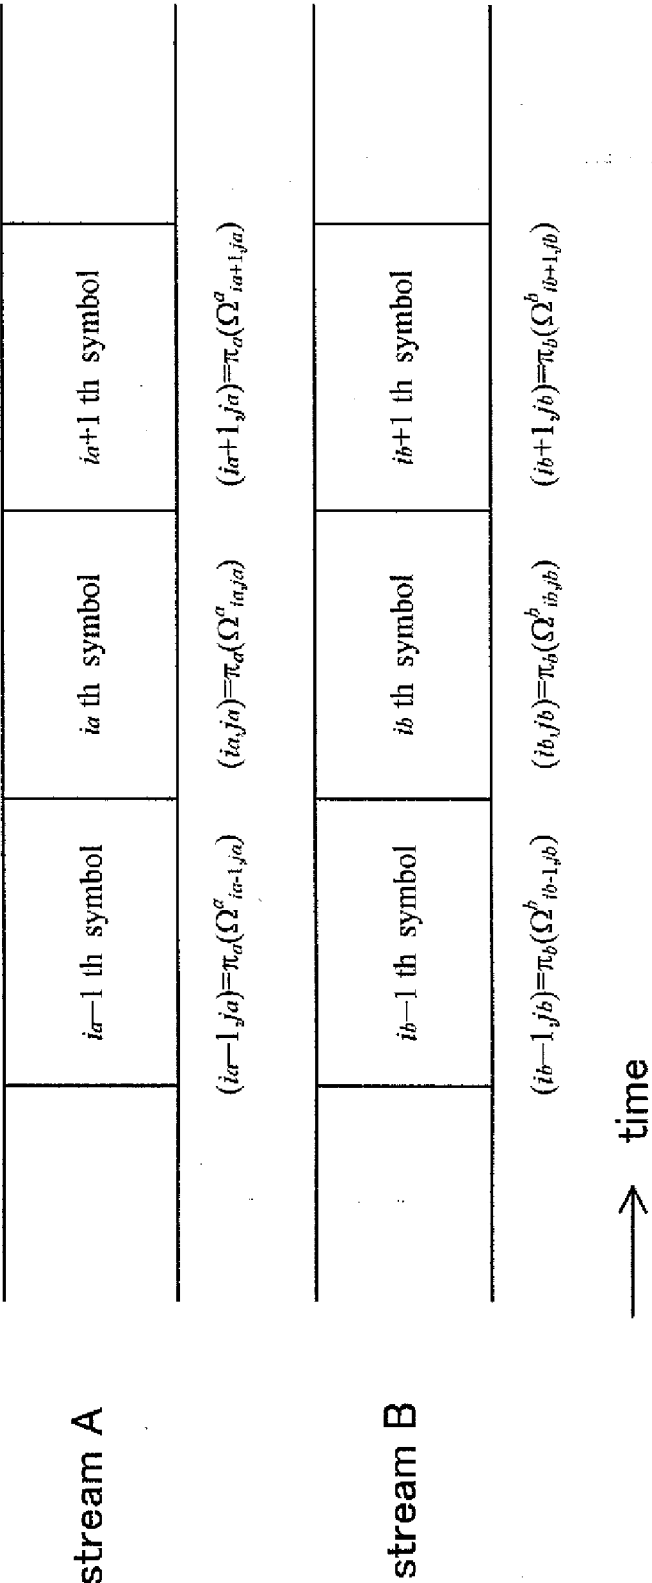 stream A
ia−1 th symbol
ia th symbol
ia+1 th symbol
(ia−1,ja)=πa(Ωᵃia-1,ja)
(ia,ja)=πa(Ωᵃia,ja)
(ia+1,ja)=πa(Ωᵃia+1,ja)
stream B
ib−1 th symbol
ib th symbol
ib+1 th symbol
(ib−1,jb)=πb(Ωᵇib-1,jb)
(ib,jb)=πb(Ωᵇib,jb)
(ib+1,jb)=πb(Ωᵇib+1,jb)
time